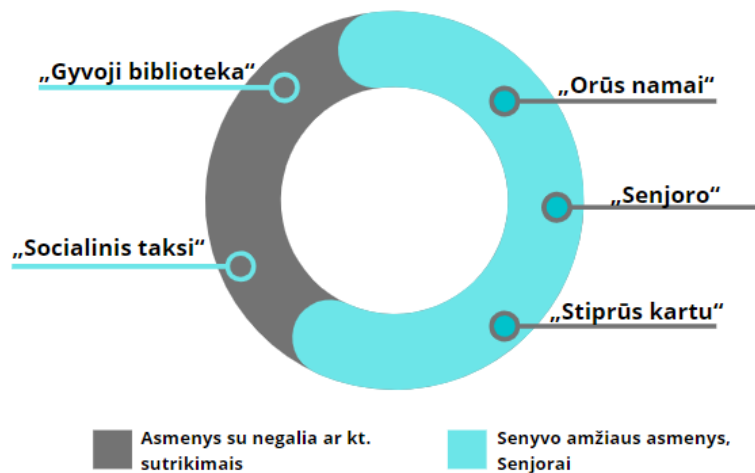 „Gyvoji biblioteka“
„Orūs namai“
„Senjoro“
„Socialinis taksi“
„Stiprūs kartu“
Asmenys su negalia ar kt.
sutrikimais
Senyvo amžiaus asmenys,
Senjorai